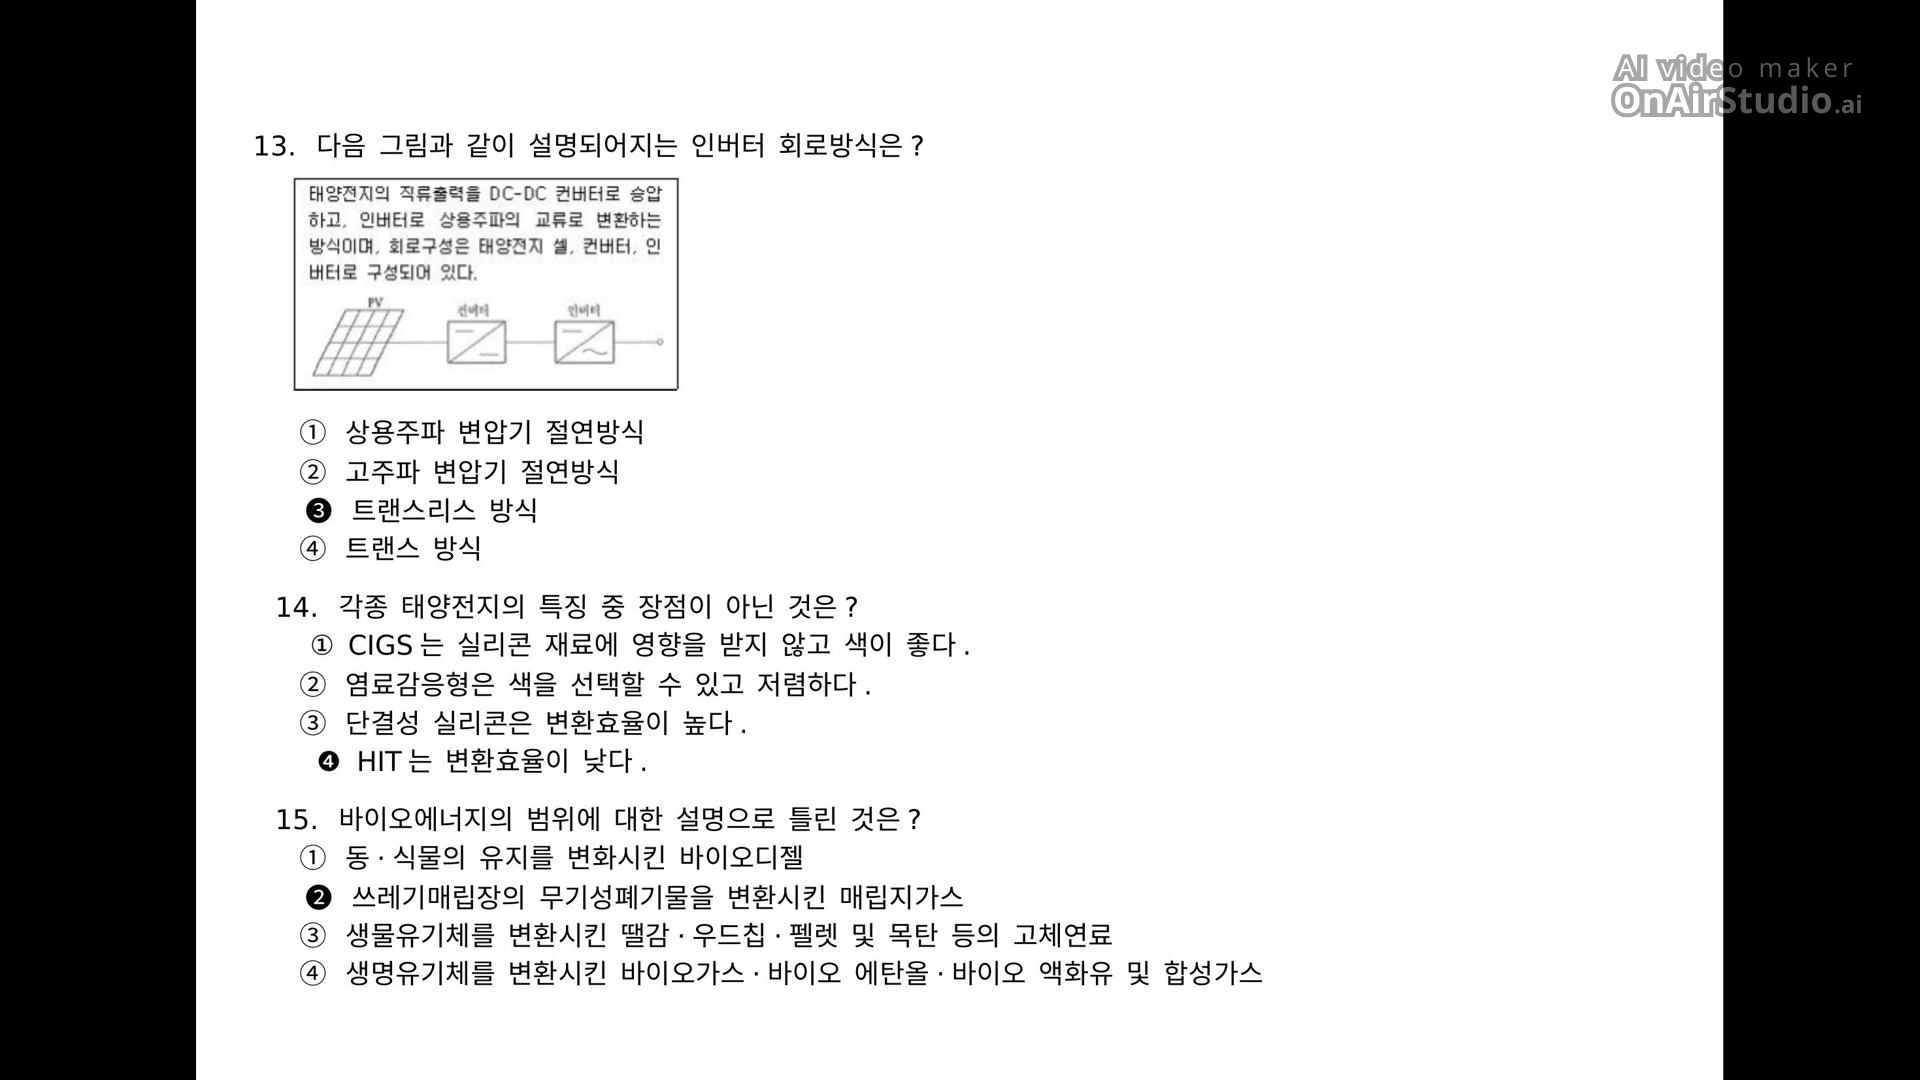 AI video maker
OnAirStudio.ai
13. 다음 그림과 같이 설명되어지는 인버터 회로방식은?
태양전지의 직류출력을 DC-DC 컨버터로 승압
하고, 인버터로 상용주파의 교류로 변환하는
방식이며, 회로구성은 태양전지 셀, 컨버터, 인
버터로 구성되어 있다.
PV 컨버터 인버터
① 상용주파 변압기 절연방식
② 고주파 변압기 절연방식
❸ 트랜스리스 방식
④ 트랜스 방식
14. 각종 태양전지의 특징 중 장점이 아닌 것은?
① CIGS는 실리콘 재료에 영향을 받지 않고 색이 좋다.
② 염료감응형은 색을 선택할 수 있고 저렴하다.
③ 단결성 실리콘은 변환효율이 높다.
❹ HIT는 변환효율이 낮다.
15. 바이오에너지의 범위에 대한 설명으로 틀린 것은?
① 동·식물의 유지를 변화시킨 바이오디젤
❷ 쓰레기매립장의 무기성폐기물을 변환시킨 매립지가스
③ 생물유기체를 변환시킨 땔감·우드칩·펠렛 및 목탄 등의 고체연료
④ 생명유기체를 변환시킨 바이오가스·바이오 에탄올·바이오 액화유 및 합성가스